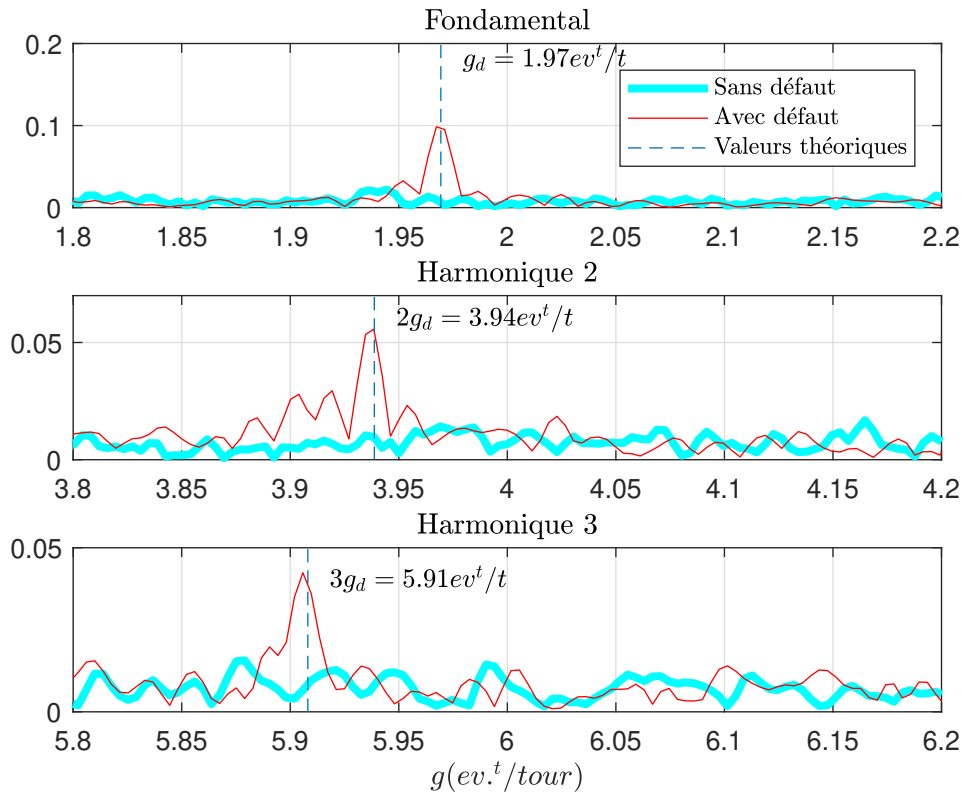 Fondamental
0.2
g_d = 1.97ev^t/t
Sans défaut
Avec défaut
Valeurs théoriques
0.1
0
1.8 1.85 1.9 1.95 2 2.05 2.1 2.15 2.2
Harmonique 2
2g_d = 3.94ev^t/t
0.05
0
3.8 3.85 3.9 3.95 4 4.05 4.1 4.15 4.2
Harmonique 3
0.05
3g_d = 5.91ev^t/t
0
5.8 5.85 5.9 5.95 6 6.05 6.1 6.15 6.2
g(ev.^t/tour)